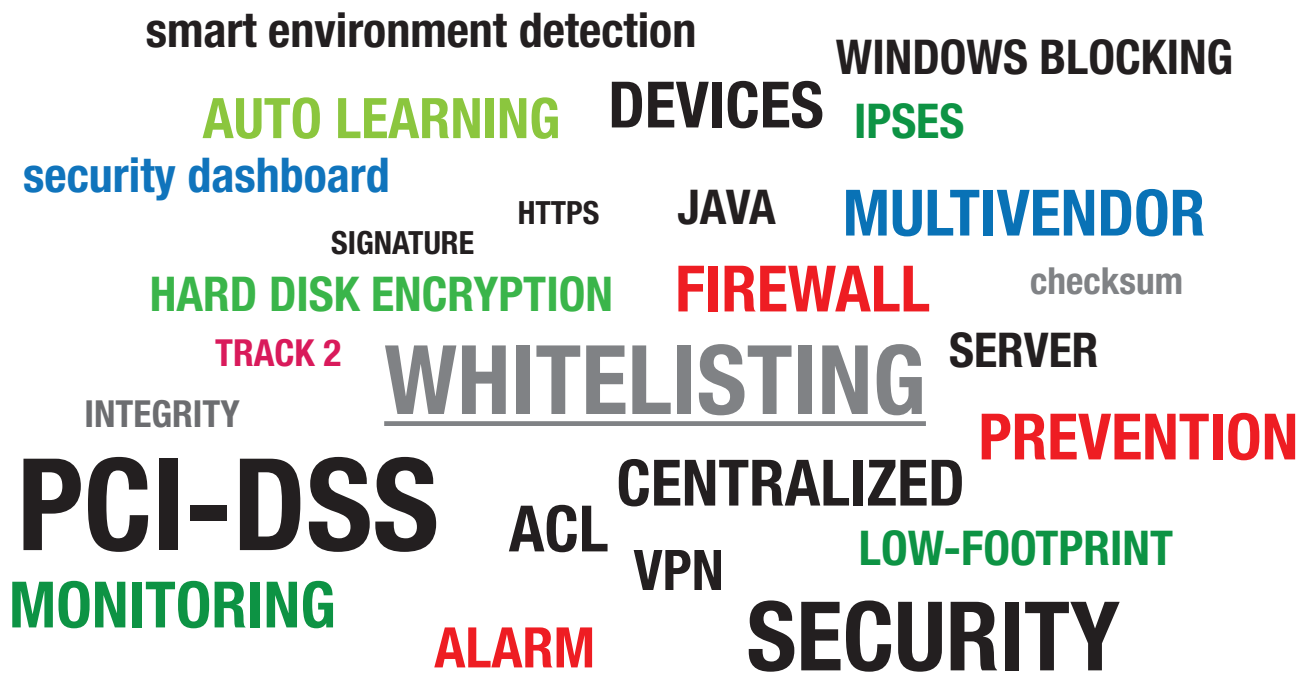 smart environment detection
WINDOWS BLOCKING
AUTO LEARNING
DEVICES
IPSES
security dashboard
HTTPS
JAVA
MULTIVENDOR
SIGNATURE
HARD DISK ENCRYPTION
FIREWALL
checksum
TRACK 2
WHITELISTING
SERVER
INTEGRITY
PREVENTION
PCI-DSS
CENTRALIZED
ACL
VPN
LOW-FOOTPRINT
MONITORING
ALARM
SECURITY